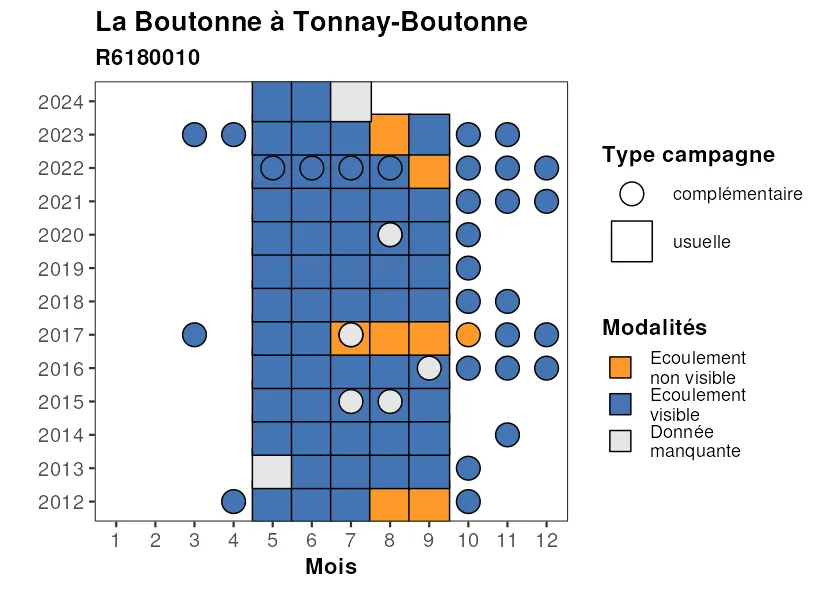 La Boutonne à Tonnay-Boutonne
R6180010
2024
2023
2022
2021
2020
2019
2018
2017
2016
2015
2014
2013
2012
1 2 3 4 5 6 7 8 9 10 11 12
Mois
Type campagne
complémentaire
usuelle
Modalités
Ecoulement
non visible
Ecoulement
visible
Donnée
manquante